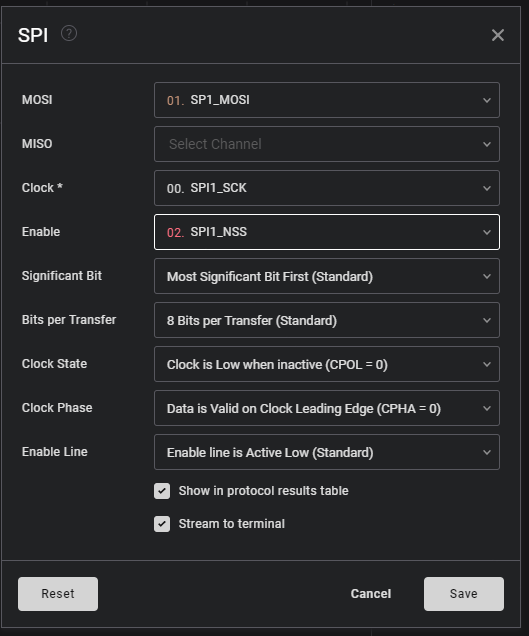 SPI ?
MOSI 01. SP1_MOSI
MISO Select Channel
Clock * 00. SPI1_SCK
Enable 02. SPI1_NSS
Significant Bit Most Significant Bit First (Standard)
Bits per Transfer 8 Bits per Transfer (Standard)
Clock State Clock is Low when inactive (CPOL = 0)
Clock Phase Data is Valid on Clock Leading Edge (CPHA = 0)
Enable Line Enable line is Active Low (Standard)
Show in protocol results table
Stream to terminal
Reset Cancel Save